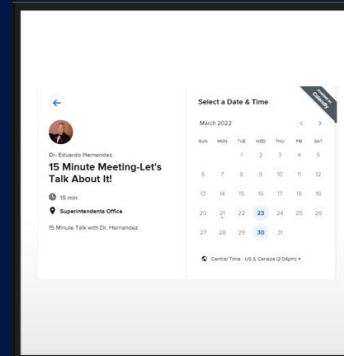 POWERED BY
Calendly
Dr. Eduardo Hernandez
15 Minute Meeting-Let's
Talk About It!
15 min
Superintendents Office
15 Minute Talk with Dr. Hernandez
Select a Date & Time
March 2022
SUN MON TUE WED THU FRI SAT
1 2 3 4 5
6 7 8 9 10 11 12
13 14 15 16 17 18 19
20 21 22 23 24 25 26
27 28 29 30 31
Central Time - US & Canada (2:04pm)